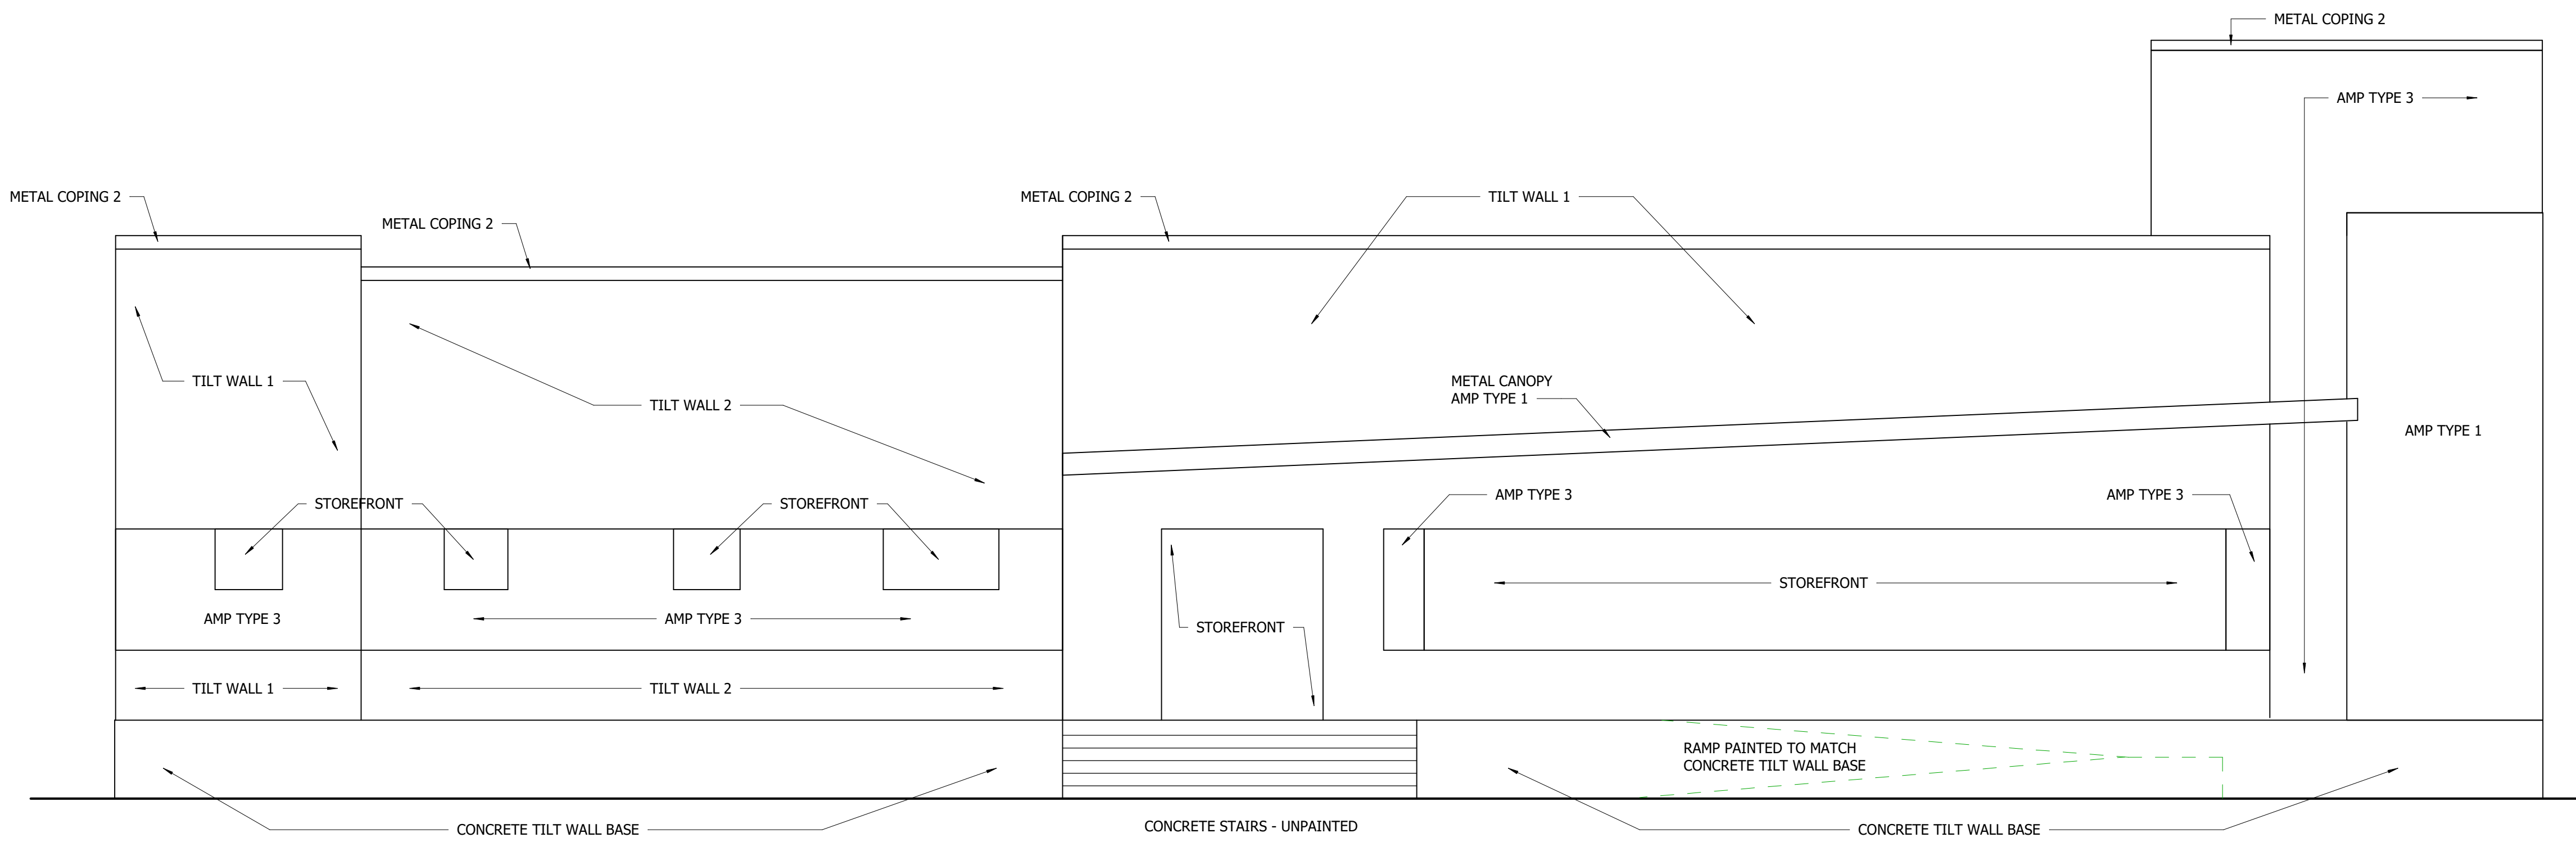 METAL COPING 2
AMP TYPE 3
METAL COPING 2
METAL COPING 2
METAL COPING 2
TILT WALL 1
TILT WALL 1
TILT WALL 2
METAL CANOPY
AMP TYPE 1
AMP TYPE 1
STOREFRONT
STOREFRONT
AMP TYPE 3
AMP TYPE 3
STOREFRONT
AMP TYPE 3
AMP TYPE 3
STOREFRONT
TILT WALL 1
TILT WALL 2
RAMP PAINTED TO MATCH
CONCRETE TILT WALL BASE
CONCRETE TILT WALL BASE
CONCRETE STAIRS - UNPAINTED
CONCRETE TILT WALL BASE